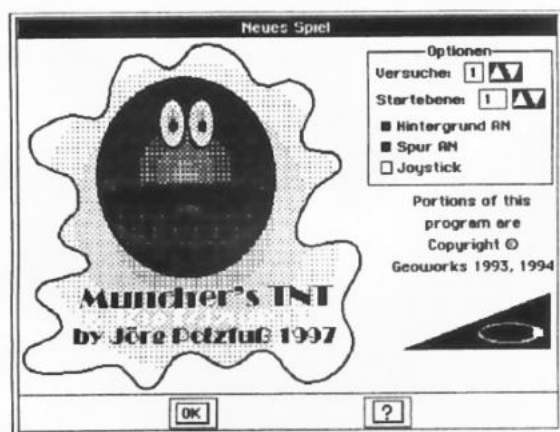 Neues Spiel
Optionen
Versuche: 1
Startebene: 1
Hintergrund AN
Spur AN
Joystick
Portions of this
program are
Copyright ©
Geoworks 1993, 1994
Muncher's TNT
by Jörg Polzfuß 1997
OK
?